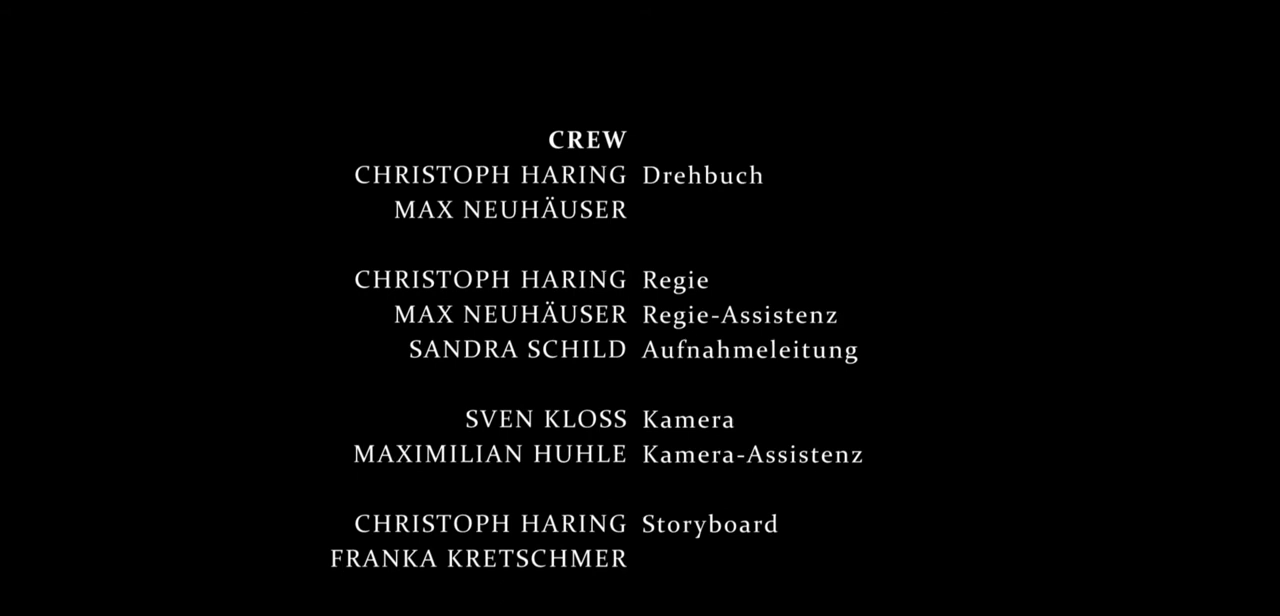 CREW
CHRISTOPH HARING Drehbuch
MAX NEUHÄUSER
CHRISTOPH HARING Regie
MAX NEUHÄUSER Regie-Assistenz
SANDRA SCHILD Aufnahmeleitung
SVEN KLOSS Kamera
MAXIMILIAN HUHLE Kamera-Assistenz
CHRISTOPH HARING Storyboard
FRANKA KRETSCHMER